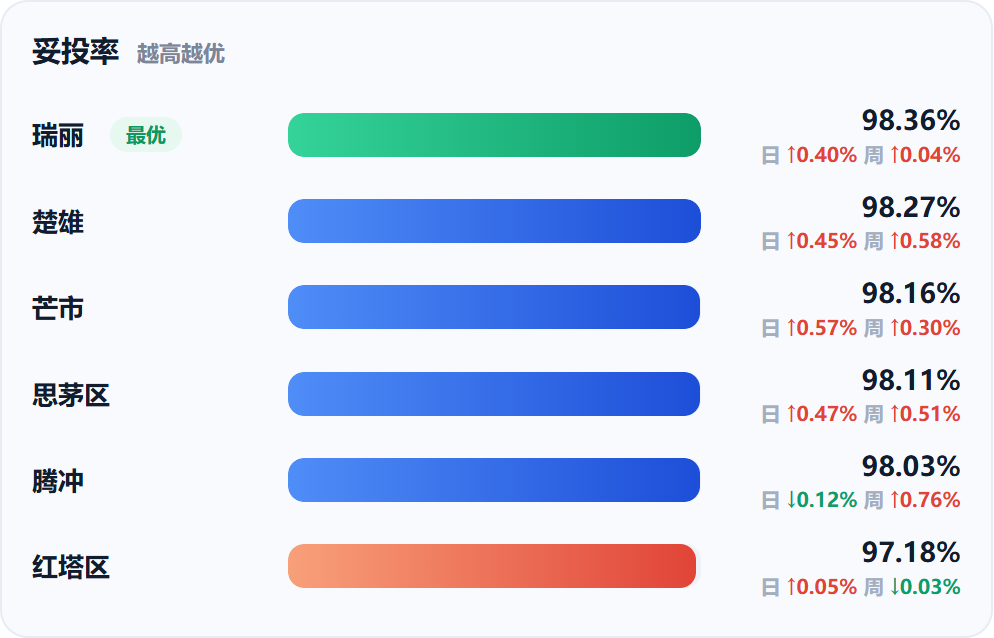 妥投率 越高越优
瑞丽 最优 98.36%
日 ↑0.40% 周 ↑0.04%
楚雄 98.27%
日 ↑0.45% 周 ↑0.58%
芒市 98.16%
日 ↑0.57% 周 ↑0.30%
思茅区 98.11%
日 ↑0.47% 周 ↑0.51%
腾冲 98.03%
日 ↓0.12% 周 ↑0.76%
红塔区 97.18%
日 ↑0.05% 周 ↓0.03%